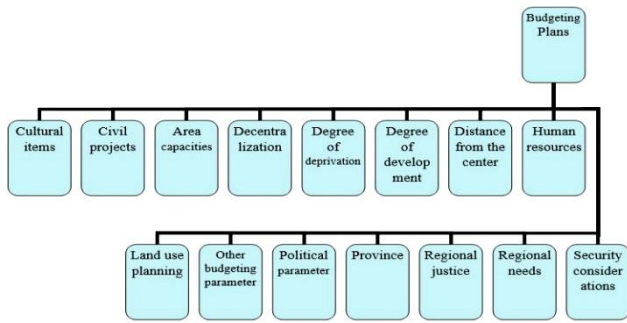 Budgeting
Plans
Cultural
items
Civil
projects
Area
capacities
Decentra
lization
Degree
of
deprivation
Degree
of
develop
ment
Distance
from the
center
Human
resources
Land use
planning
Other
budgeting
parameter
Political
parameter
Province
Regional
justice
Regional
needs
Security
consider
ations